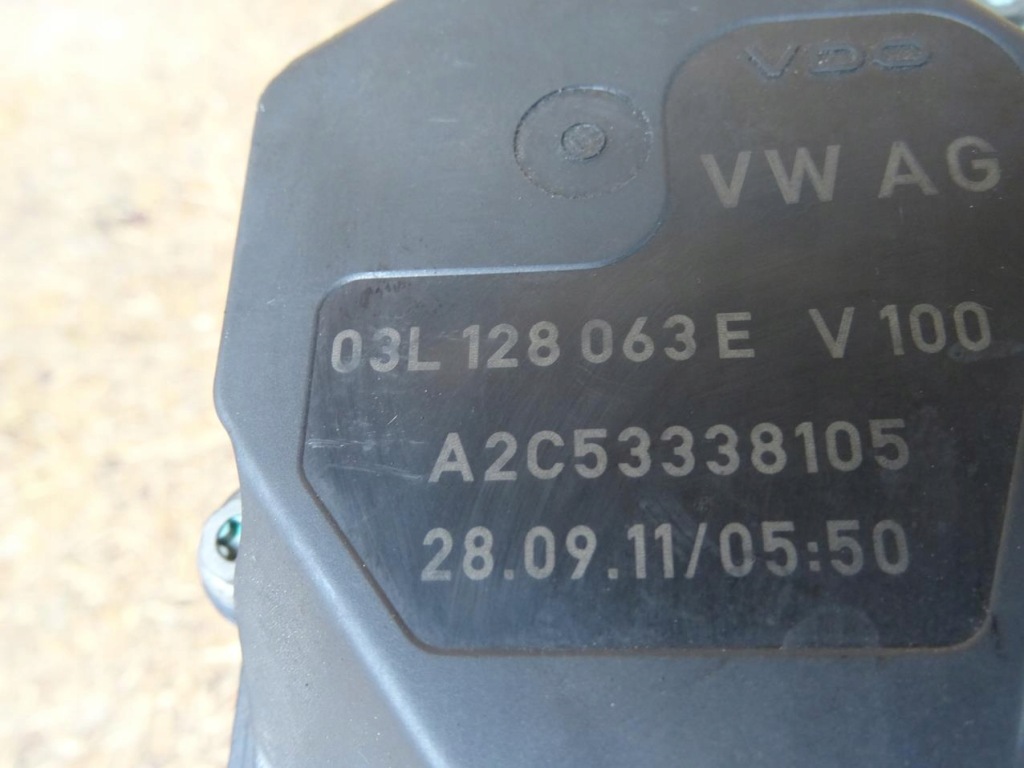 VDO
VW AG
03L 128 063 E V 100
A2C53338105
28.09.11/05:50